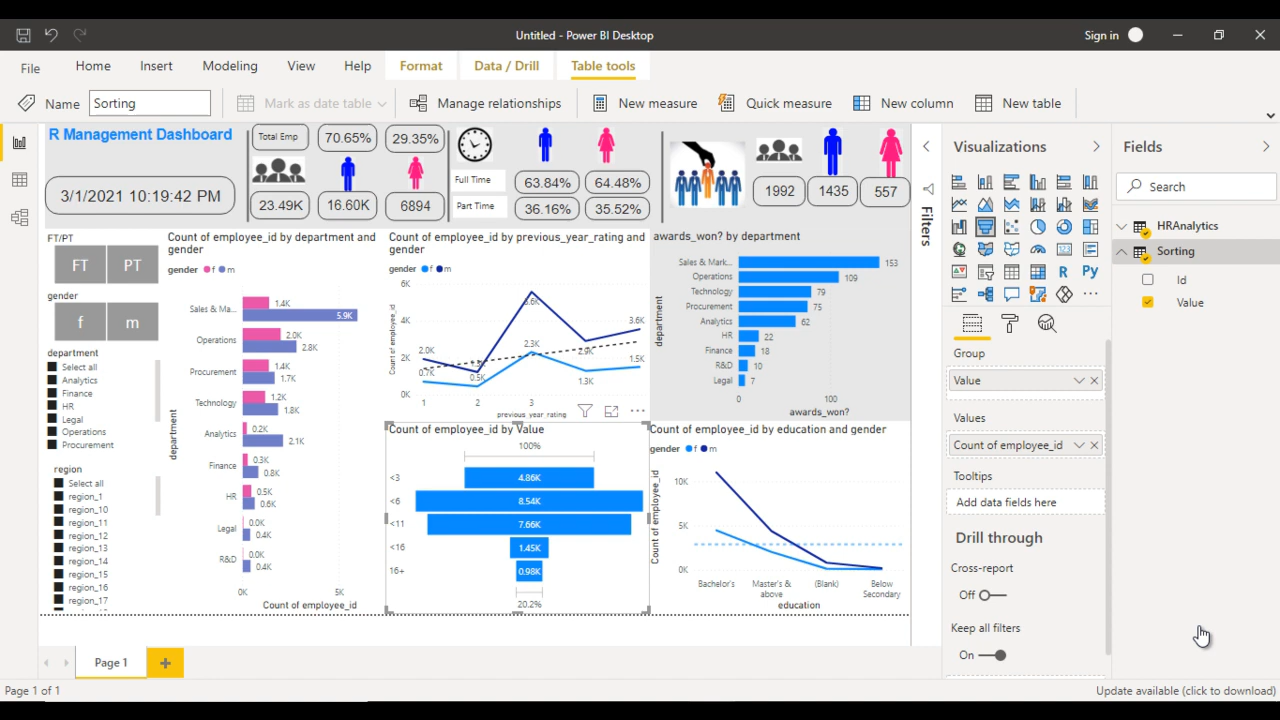 Untitled - Power BI Desktop
Sign in
File
Home
Insert
Modeling
View
Help
Format
Data / Drill
Table tools
Name
Sorting
Mark as date table
Manage relationships
New measure
Quick measure
New column
New table
R Management Dashboard
3/1/2021 10:19:42 PM
Total Emp
70.65%
29.35%
23.49K
16.60K
6894
Full Time
63.84%
64.48%
Part Time
36.16%
35.52%
1992
1435
557
FT/PT
FT
PT
gender
f
m
department
Select all
Analytics
Finance
HR
Legal
Operations
Procurement
region
Select all
region_1
region_10
region_11
region_12
region_13
region_14
region_15
region_16
region_17
Count of employee_id by department and
gender
gender f m
Sales & Ma...
1.4K
5.9K
Operations
2.0K
2.8K
Procurement
1.4K
1.7K
Technology
1.2K
1.8K
Analytics
0.2K
2.1K
Finance
0.3K
0.8K
HR
0.5K
0.6K
Legal
0.0K
0.4K
R&D
0.0K
0.4K
0K
5K
department
Count of employee_id
Count of employee_id by previous_year_rating and
gender
gender f m
6K
4K
2K
0K
Count of employee_id
2.0K
0.7K
0.5K
5.6K
2.3K
2.9K
1.3K
3.6K
1.5K
1
2
3
previous_year_rating
awards_won? by department
department
Sales & Mark...
153
Operations
109
Technology
79
Procurement
75
Analytics
62
HR
22
Finance
18
R&D
10
Legal
7
0
100
awards_won?
Count of employee_id by Value
100%
<3
4.86K
<6
8.54K
<11
7.66K
<16
1.45K
16+
0.98K
20.2%
Count of employee_id by education and gender
gender f m
10K
5K
0K
Count of employee_id
Bachelor's
Master's &
above
(Blank)
Below
Secondary
education
Filters
Visualizations
R
Py
Group
Value
Values
Count of employee_id
Tooltips
Add data fields here
Drill through
Cross-report
Off
Keep all filters
On
Fields
Search
HRAnalytics
Sorting
Id
Value
Page 1
Page 1 of 1
Update available (click to download)